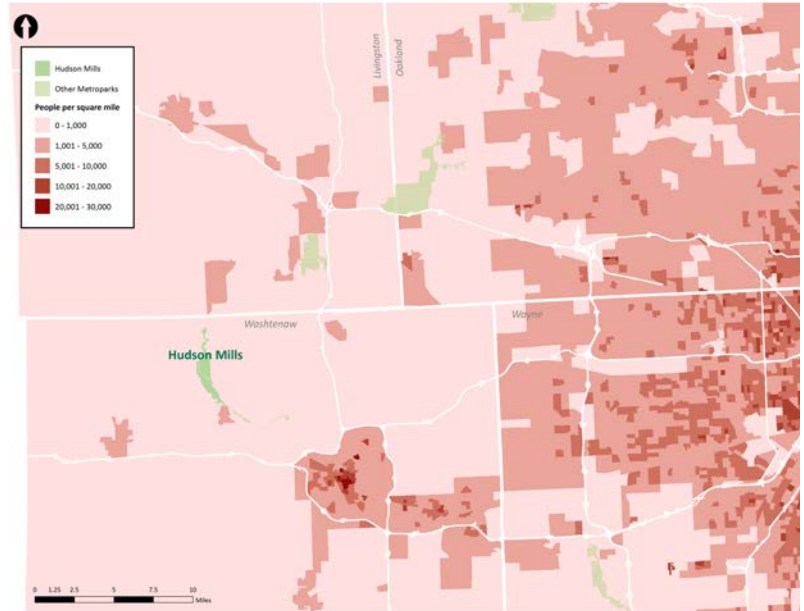 Hudson Mills
Other Metroparks
People per square mile
0 - 1,000
1,001 - 5,000
5,001 - 10,000
10,001 - 20,000
20,001 - 30,000
Livingston
Oakland
Washtenaw
Wayne
Hudson Mills
0 1.25 2.5 5 7.5 10
Miles